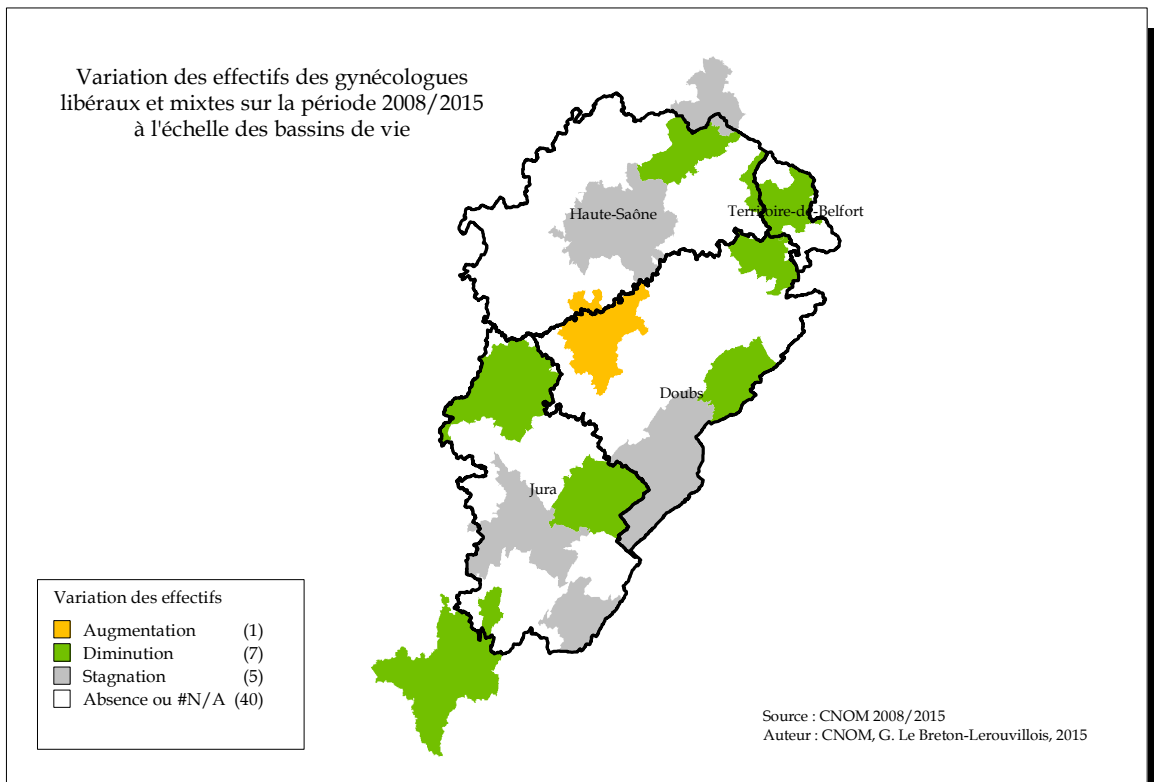 Variation des effectifs des gynécologues
libéraux et mixtes sur la période 2008/2015
à l'échelle des bassins de vie
Haute-Saône
Territoire-de-Belfort
Doubs
Jura
Variation des effectifs
Augmentation (1)
Diminution (7)
Stagnation (5)
Absence ou #N/A (40)
Source : CNOM 2008/2015
Auteur : CNOM, G. Le Breton-Lerouvillois, 2015